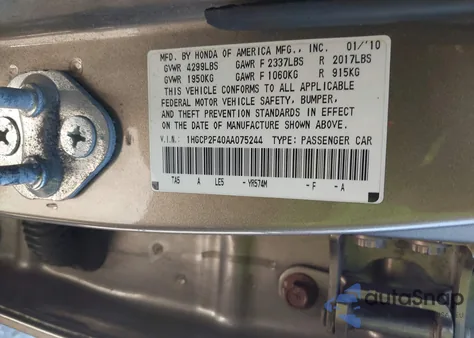 MFD. BY HONDA OF AMERICA MFG., INC. 01/'10
GVWR 4299LBS GAWR F 2337LBS R 2017LBS
GVWR 1950KG GAWR F 1060KG R 915KG
THIS VEHICLE CONFORMS TO ALL APPLICABLE
FEDERAL MOTOR VEHICLE SAFETY, BUMPER,
AND THEFT PREVENTION STANDARDS IN EFFECT
ON THE DATE OF MANUFACTURE SHOWN ABOVE.
V.I.N.: 1HGCP2F40AA075244 TYPE: PASSENGER CAR
TA5 A LE5 - YR574M -F -A
autoSnap